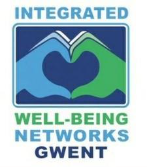 INTEGRATED
WELL-BEING
NETWORKS
GWENT